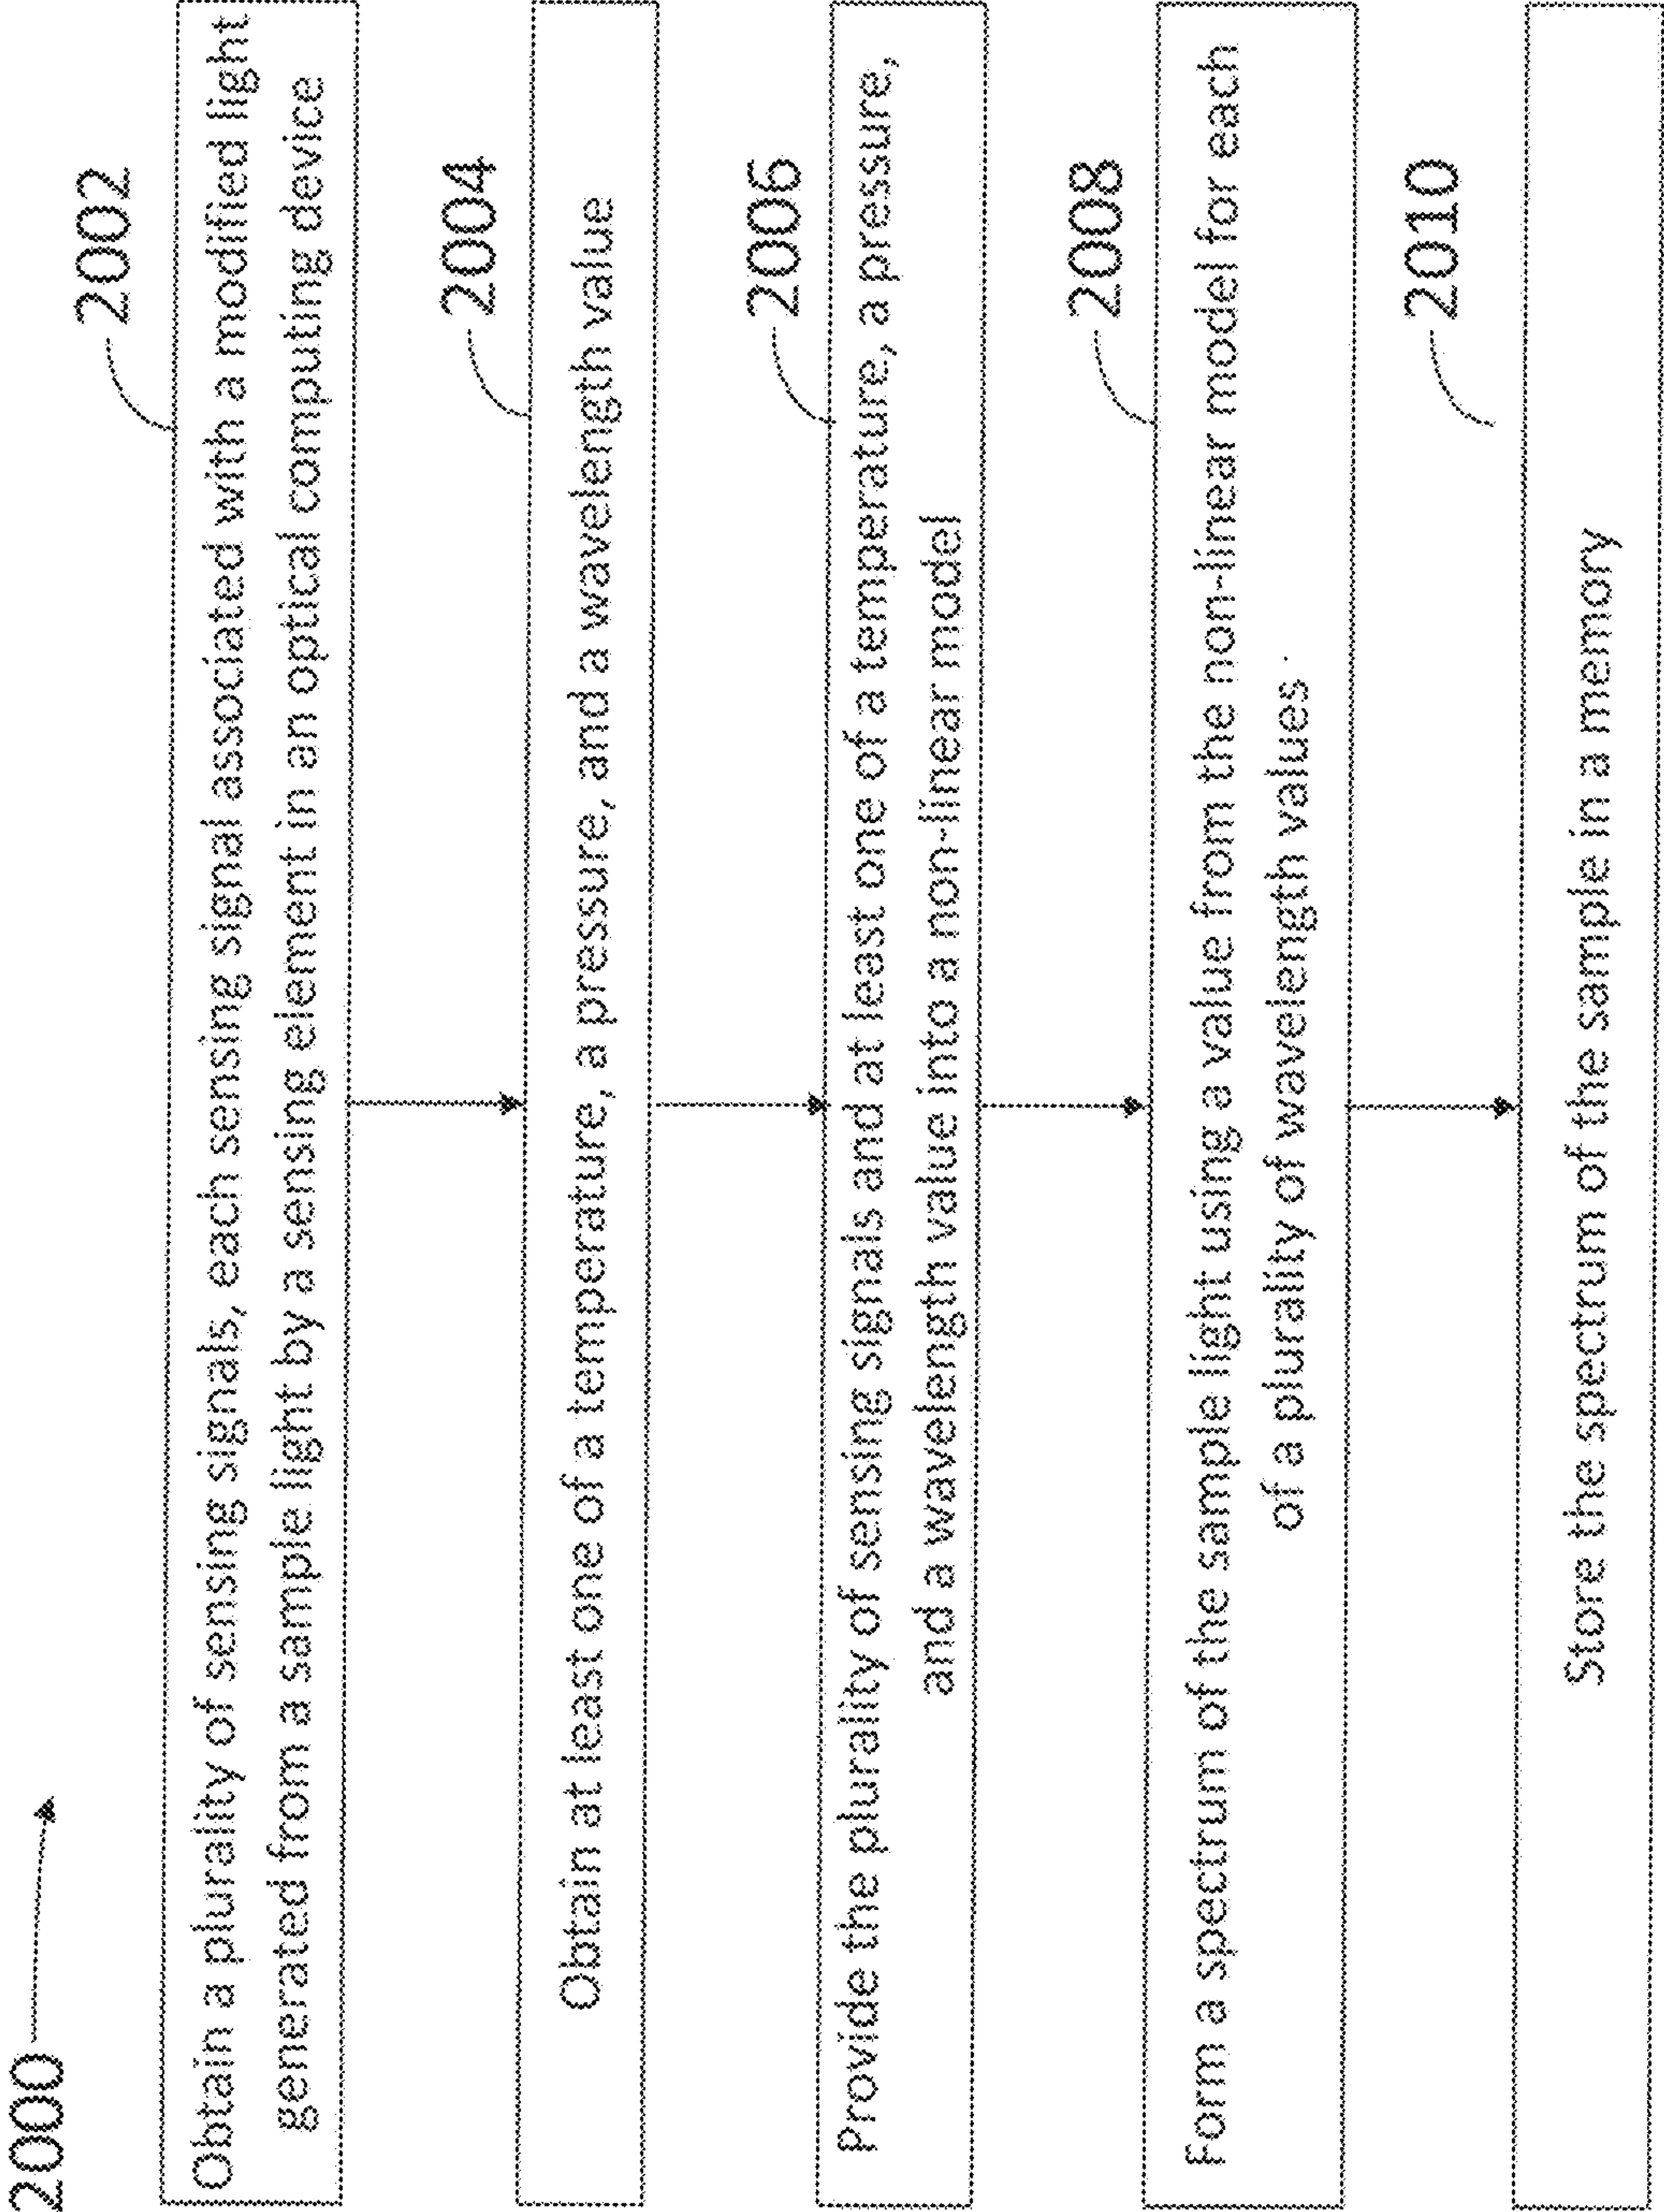 2000
2002
Obtain a plurality of sensing signals, each sensing signal associated with a modified light
generated from a sample light by a sensing element in an optical computing device
2004
Obtain at least one of a temperature, a pressure, and a wavelength value
2006
Provide the plurality of sensing signals and at least one of a temperature, a pressure,
and a wavelength value into a non-linear model
2008
Form a spectrum of the sample light using a value from the non-linear model for each
of a plurality of wavelength values
2010
Store the spectrum of the sample in a memory